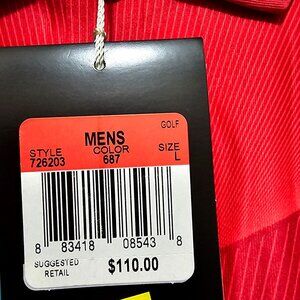 GOLF
MENS
STYLE COLOR SIZE
726203 687 L
8 83418 08543 8
SUGGESTED
RETAIL $110.00